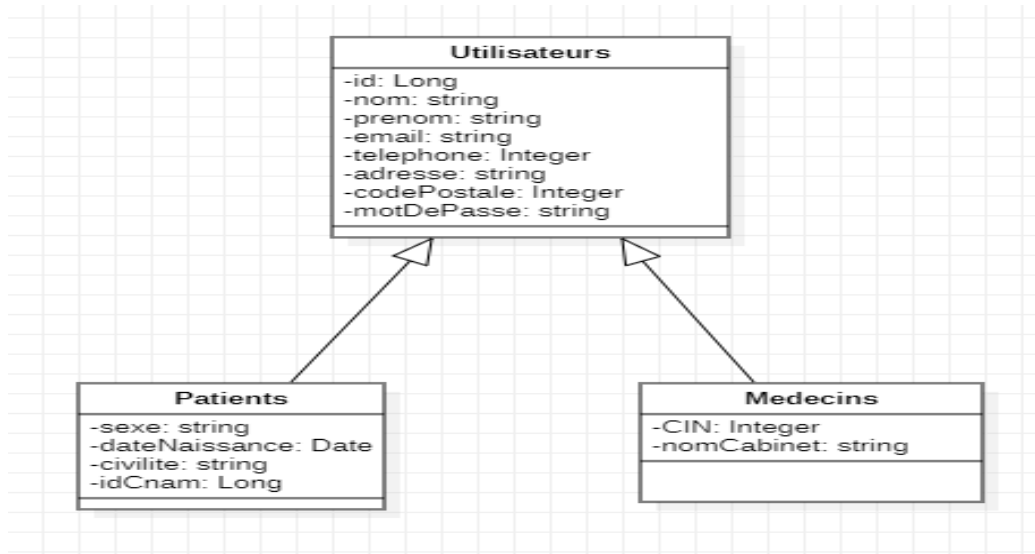 Utilisateurs
-id: Long
-nom: string
-prenom: string
-email: string
-telephone: Integer
-adresse: string
-codePostale: Integer
-motDePasse: string
Patients
-sexe: string
-dateNaissance: Date
-civilite: string
-idCnam: Long
Medecins
-CIN: Integer
-nomCabinet: string